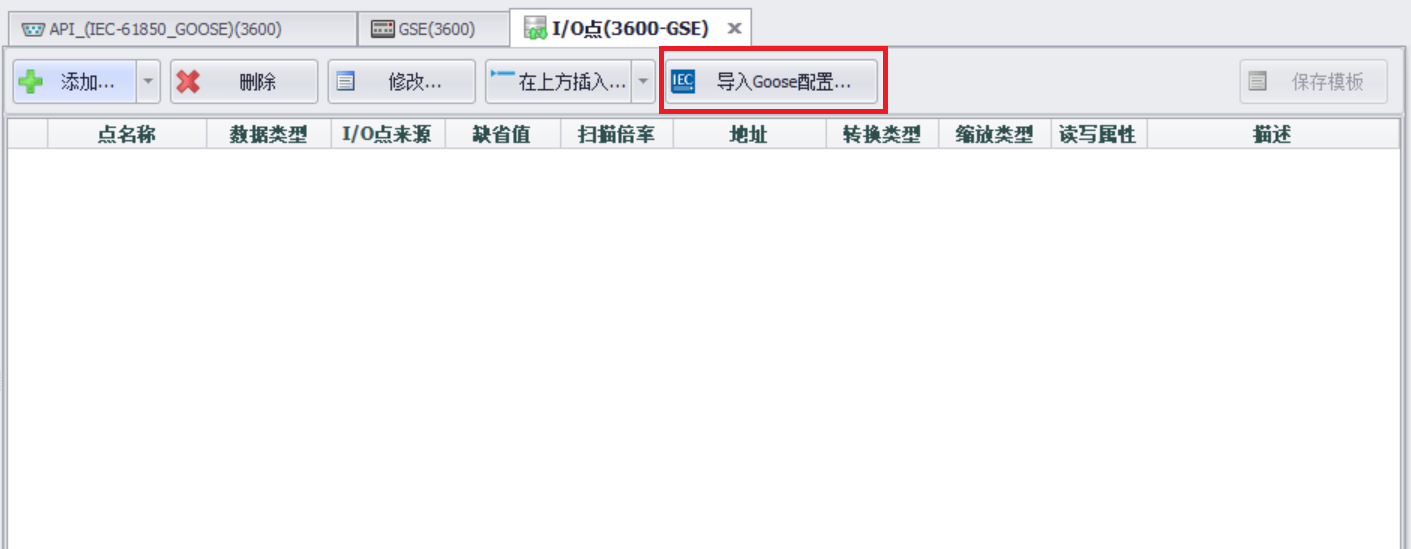 API_(IEC-61850_GOOSE)(3600) GSE(3600) I/O点(3600-GSE)
添加... 删除 修改... 在上方插入... IEC 导入Goose配置... 保存模板
点名称 数据类型 I/O点来源 缺省值 扫描倍率 地址 转换类型 缩放类型 读写属性 描述